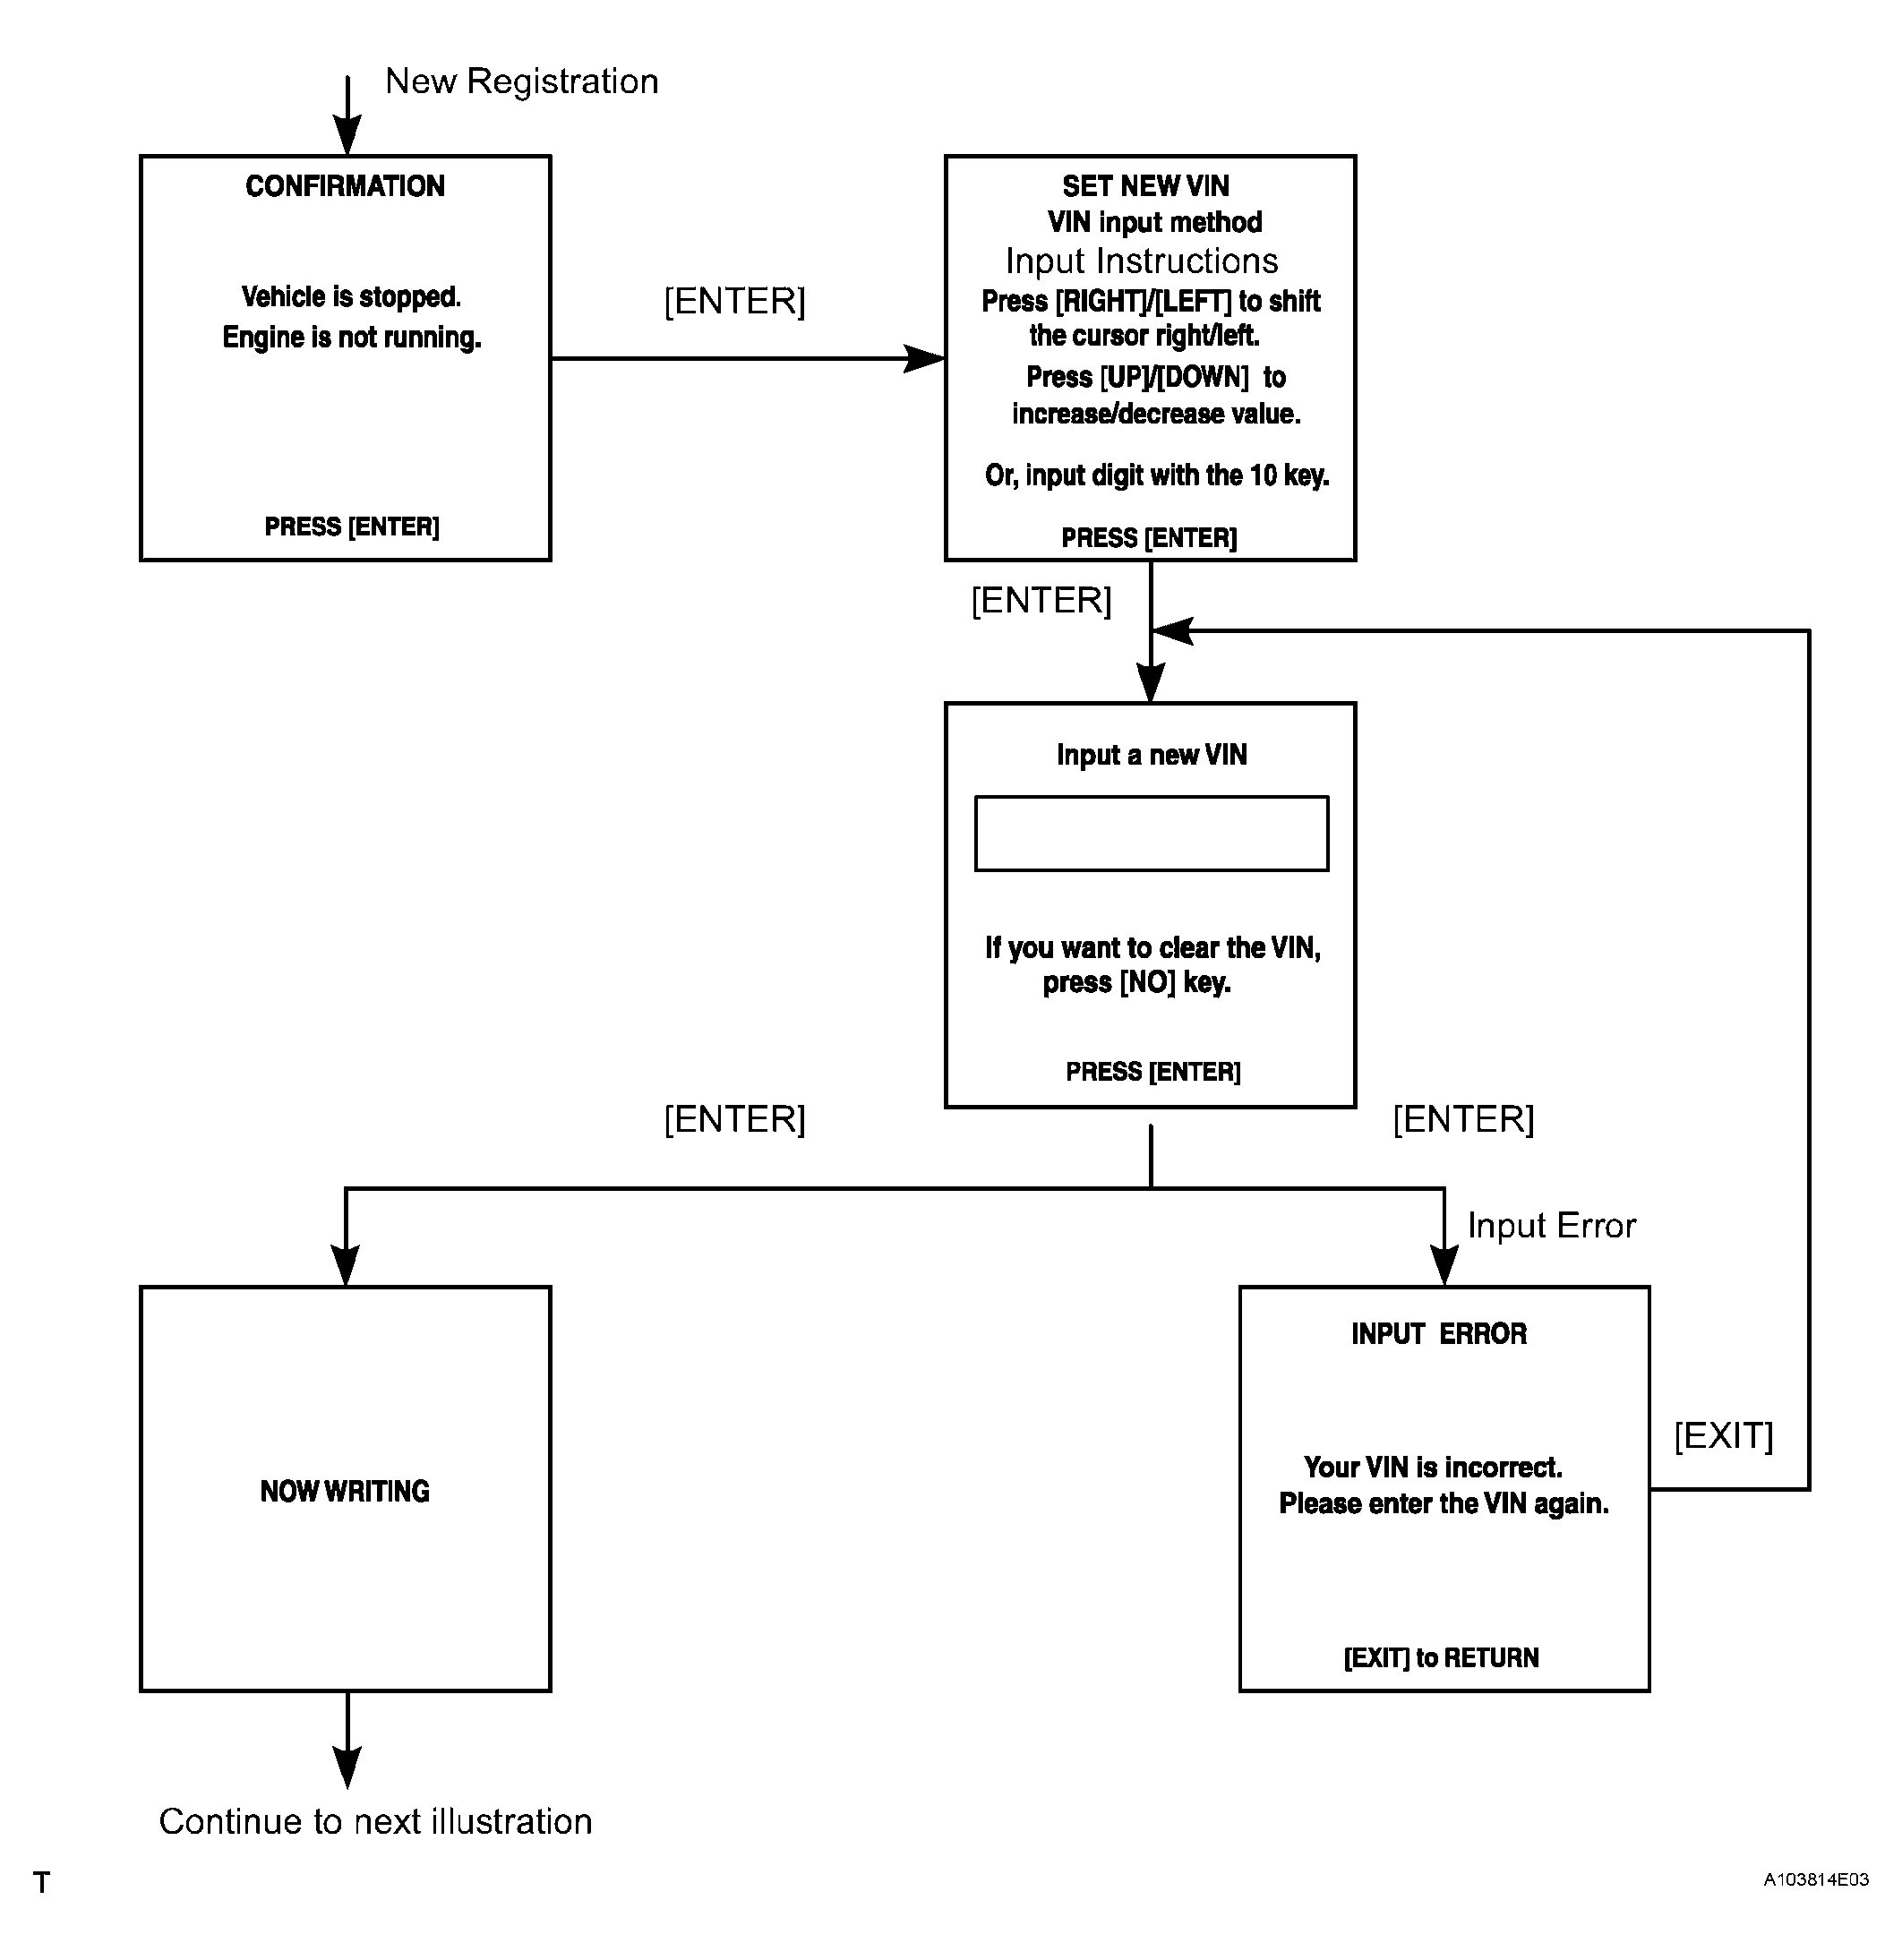 New Registration
CONFIRMATION
Vehicle is stopped.
Engine is not running.
PRESS [ENTER]
[ENTER]
SET NEW VIN
VIN input method
Input Instructions
Press [RIGHT]/[LEFT] to shift
the cursor right/left.
Press [UP]/[DOWN] to
increase/decrease value.
Or, input digit with the 10 key.
PRESS [ENTER]
[ENTER]
Input a new VIN
If you want to clear the VIN,
press [NO] key.
PRESS [ENTER]
[ENTER]
[ENTER]
Input Error
NOW WRITING
INPUT ERROR
Your VIN is incorrect.
Please enter the VIN again.
[EXIT] to RETURN
[EXIT]
Continue to next illustration
T
A103814E03